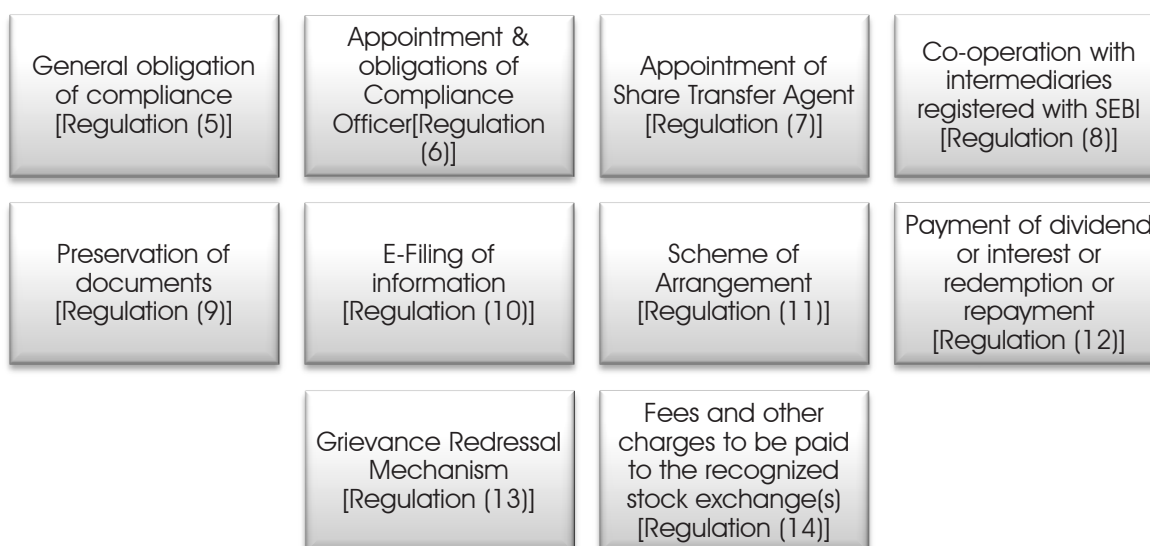 General obligation
of compliance
[Regulation (5)]
Appointment &
obligations of
Compliance
Officer[Regulation
(6)]
Appointment of
Share Transfer Agent
[Regulation (7)]
Co-operation with
intermediaries
registered with SEBI
[Regulation (8)]
Preservation of
documents
[Regulation (9)]
E-Filing of
information
[Regulation (10)]
Scheme of
Arrangement
[Regulation (11)]
Payment of dividend
or interest or
redemption or
repayment
[Regulation (12)]
Grievance Redressal
Mechanism
[Regulation (13)]
Fees and other
charges to be paid
to the recognized
stock exchange(s)
[Regulation (14)]